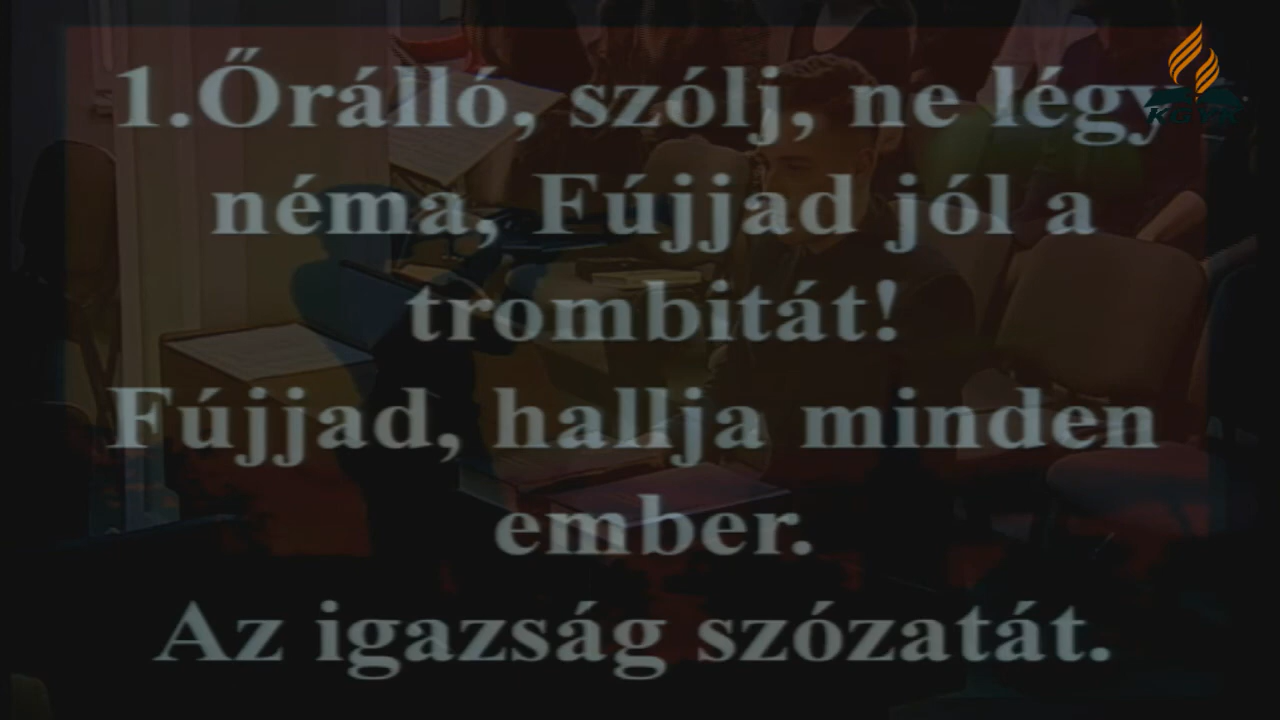 1.Őrálló, szólj, ne légy
néma, Fújjad jól a
trombitát!
Fújjad, hallja minden
ember.
Az igazság szózatát.